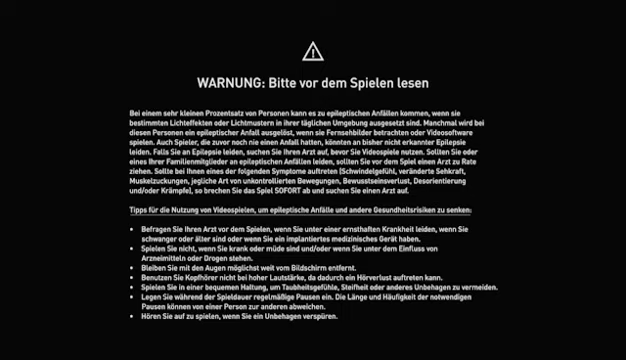 WARNUNG: Bitte vor dem Spielen lesen
Bei einem sehr kleinen Prozentsatz von Personen kann es zu epileptischen Anfällen kommen, wenn sie
bestimmten Lichteffekten oder Lichtmustern in ihrer täglichen Umgebung ausgesetzt sind. Manchmal wird bei
diesen Personen ein epileptischer Anfall ausgelöst, wenn sie Fernsehbilder betrachten oder Videosoftware
spielen. Auch Spieler, die zuvor noch nie einen Anfall hatten, könnten an bisher nicht erkannter Epilepsie
leiden. Falls Sie an Epilepsie leiden, suchen Sie Ihren Arzt auf, bevor Sie Videospiele nutzen. Sollten Sie oder
eines Ihrer Familienmitglieder an epileptischen Anfällen leiden, sollten Sie vor dem Spiel einen Arzt zu Rate
ziehen. Sollte bei Ihnen eines der folgenden Symptome auftreten [Schwindelgefühl, veränderte Sehkraft,
Muskelzuckungen, jegliche Art von unkontrollierten Bewegungen, Bewusstseinsverlust, Desorientierung
und/oder Krämpfe], so brechen Sie das Spiel SOFORT ab und suchen Sie einen Arzt auf.
Tipps für die Nutzung von Videospielen, um epileptische Anfälle und andere Gesundheitsrisiken zu senken:
• Befragen Sie Ihren Arzt vor dem Spielen, wenn Sie unter einer ernsthaften Krankheit leiden, wenn Sie
schwanger oder älter sind oder wenn Sie ein implantiertes medizinisches Gerät haben.
• Spielen Sie nicht, wenn Sie krank oder müde sind und/oder wenn Sie unter dem Einfluss von
Arzneimitteln oder Drogen stehen.
• Bleiben Sie mit den Augen möglichst weit vom Bildschirm entfernt.
• Benutzen Sie Kopfhörer nicht bei hoher Lautstärke, da dadurch ein Hörverlust auftreten kann.
• Spielen Sie in einer bequemen Haltung, um Taubheitsgefühle, Steifheit oder anderes Unbehagen zu vermeiden.
• Legen Sie während der Spieldauer regelmäßige Pausen ein. Die Länge und Häufigkeit der notwendigen
Pausen können von einer Person zur anderen abweichen.
• Hören Sie auf zu spielen, wenn Sie ein Unbehagen verspüren.